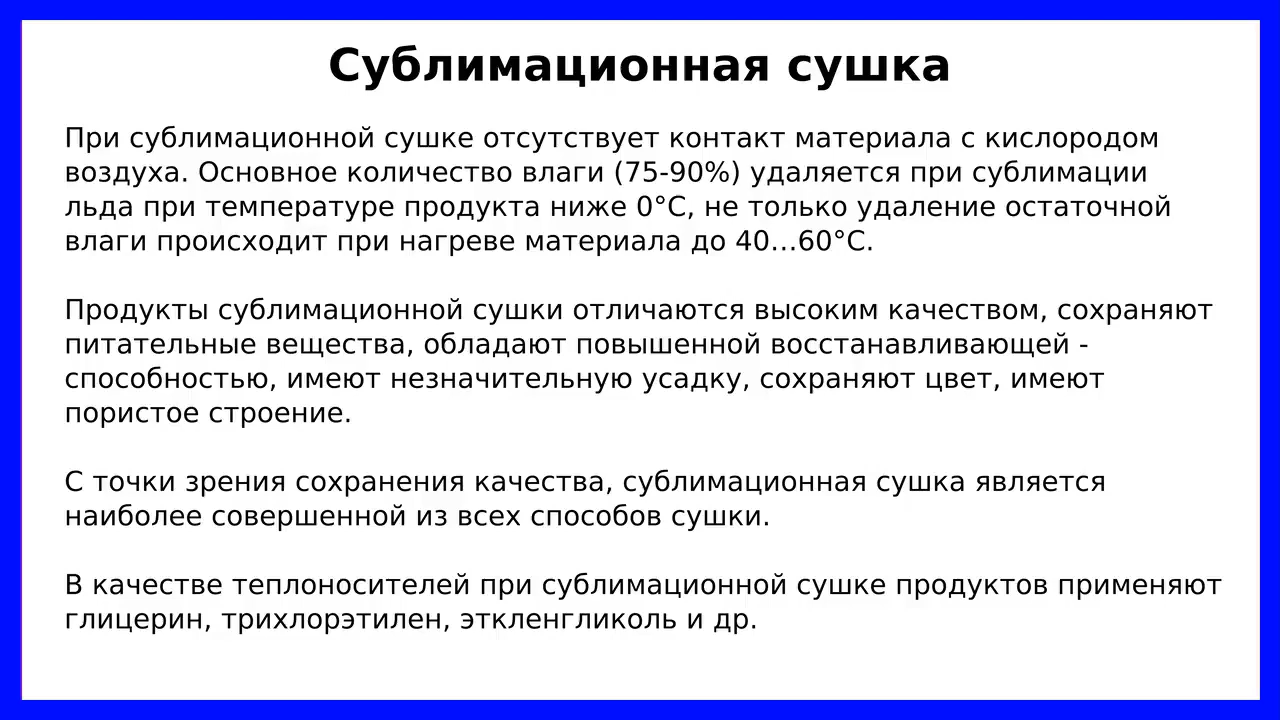 Сублимационная сушка
При сублимационной сушке отсутствует контакт материала с кислородом
воздуха. Основное количество влаги (75-90%) удаляется при сублимации
льда при температуре продукта ниже 0°С, не только удаление остаточной
влаги происходит при нагреве материала до 40...60°С.
Продукты сублимационной сушки отличаются высоким качеством, сохраняют
питательные вещества, обладают повышенной восстанавливающей -
способностью, имеют незначительную усадку, сохраняют цвет, имеют
пористое строение.
С точки зрения сохранения качества, сублимационная сушка является
наиболее совершенной из всех способов сушки.
В качестве теплоносителей при сублимационной сушке продуктов применяют
глицерин, трихлорэтилен, эткленгликоль и др.